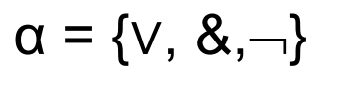 α = {∨, &,¬}